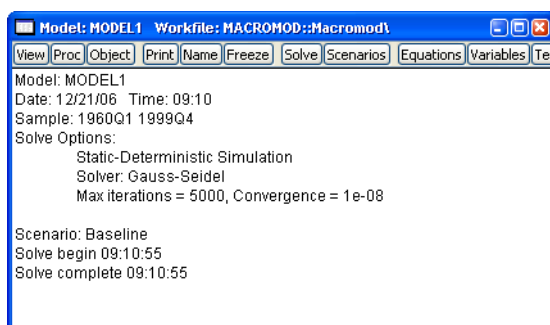 Model: MODEL1 Workfile: MACROMOD::Macromod\
View Proc Object Print Name Freeze Solve Scenarios Equations Variables Te
Model: MODEL1
Date: 12/21/06 Time: 09:10
Sample: 1960Q1 1999Q4
Solve Options:
Static-Deterministic Simulation
Solver: Gauss-Seidel
Max iterations = 5000, Convergence = 1e-08
Scenario: Baseline
Solve begin 09:10:55
Solve complete 09:10:55